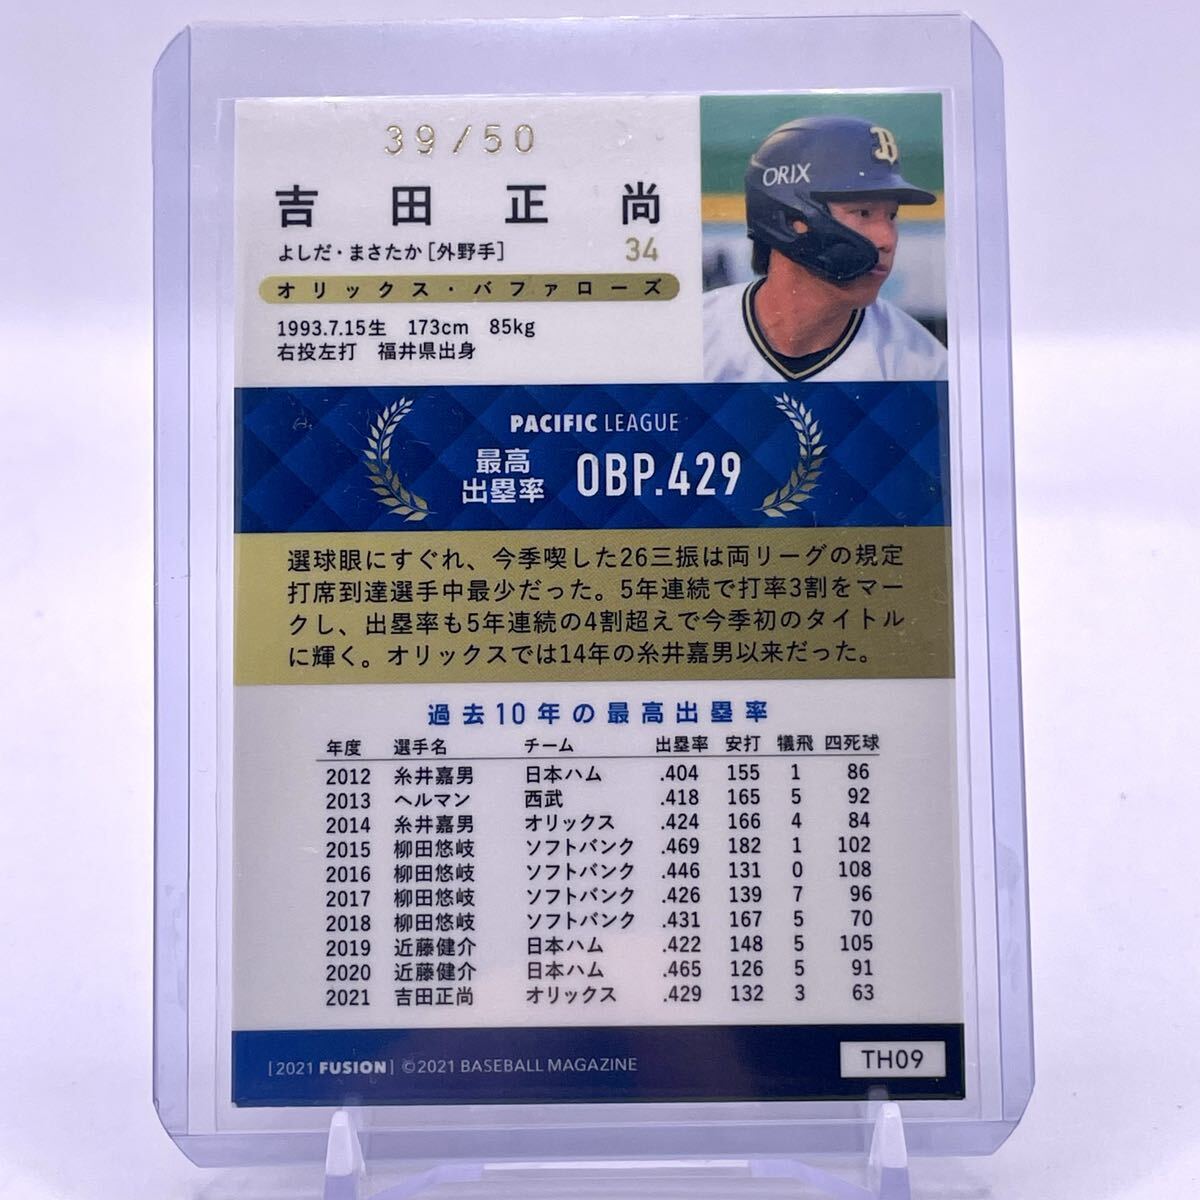 39/50
吉田正尚
よしだ・まさたか[外野手] 34
オリックス・バファローズ
1993.7.15生 173cm 85kg
右投左打 福井県出身
B
ORIX
PACIFIC LEAGUE
最高
出塁率 OBP.429
選球眼にすぐれ、今季喫した26三振は両リーグの規定
打席到達選手中最少だった。5年連続で打率3割をマー
クし、出塁率も5年連続の4割超えで今季初のタイトル
に輝く。オリックスでは14年の糸井嘉男以来だった。
過去10年の最高出塁率
年度 選手名 チーム 出塁率 安打 犠飛 四死球
2012 糸井嘉男 日本ハム .404 155 1 86
2013 ヘルマン 西武 .418 165 5 92
2014 糸井嘉男 オリックス .424 166 4 84
2015 柳田悠岐 ソフトバンク .469 182 1 102
2016 柳田悠岐 ソフトバンク .446 131 0 108
2017 柳田悠岐 ソフトバンク .426 139 7 96
2018 柳田悠岐 ソフトバンク .431 167 5 70
2019 近藤健介 日本ハム .422 148 5 105
2020 近藤健介 日本ハム .465 126 5 91
2021 吉田正尚 オリックス .429 132 3 63
[2021 FUSION] ©2021 BASEBALL MAGAZINE TH09